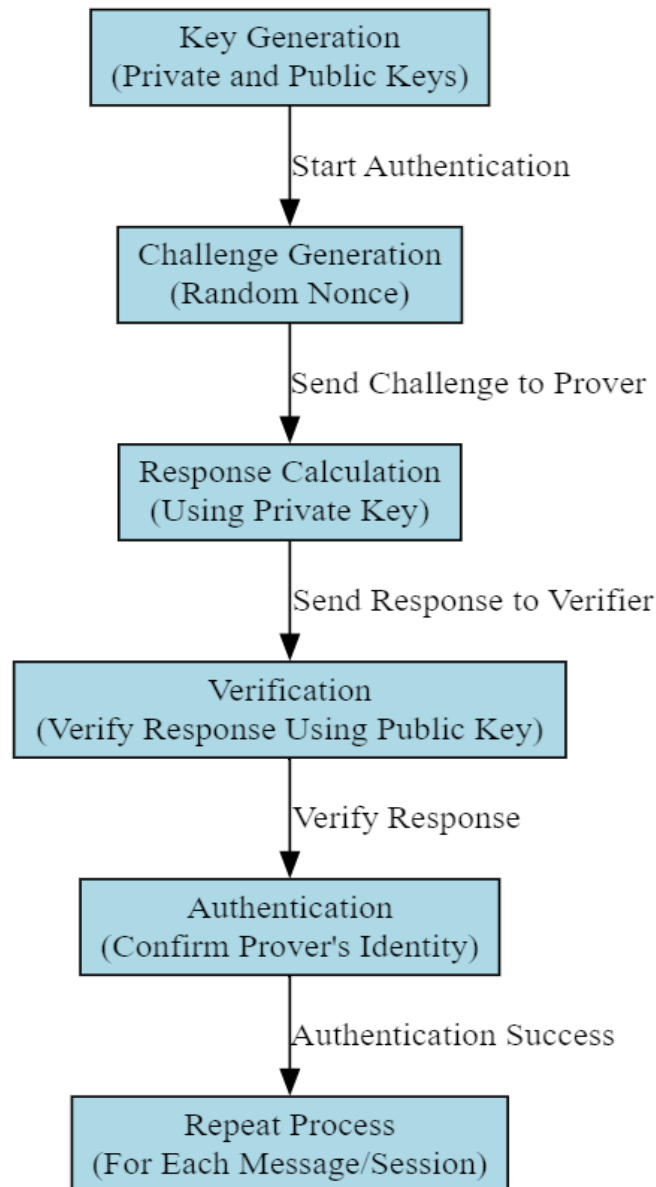 Key Generation
(Private and Public Keys)
Start Authentication
Challenge Generation
(Random Nonce)
Send Challenge to Prover
Response Calculation
(Using Private Key)
Send Response to Verifier
Verification
(Verify Response Using Public Key)
Verify Response
Authentication
(Confirm Prover's Identity)
Authentication Success
Repeat Process
(For Each Message/Session)